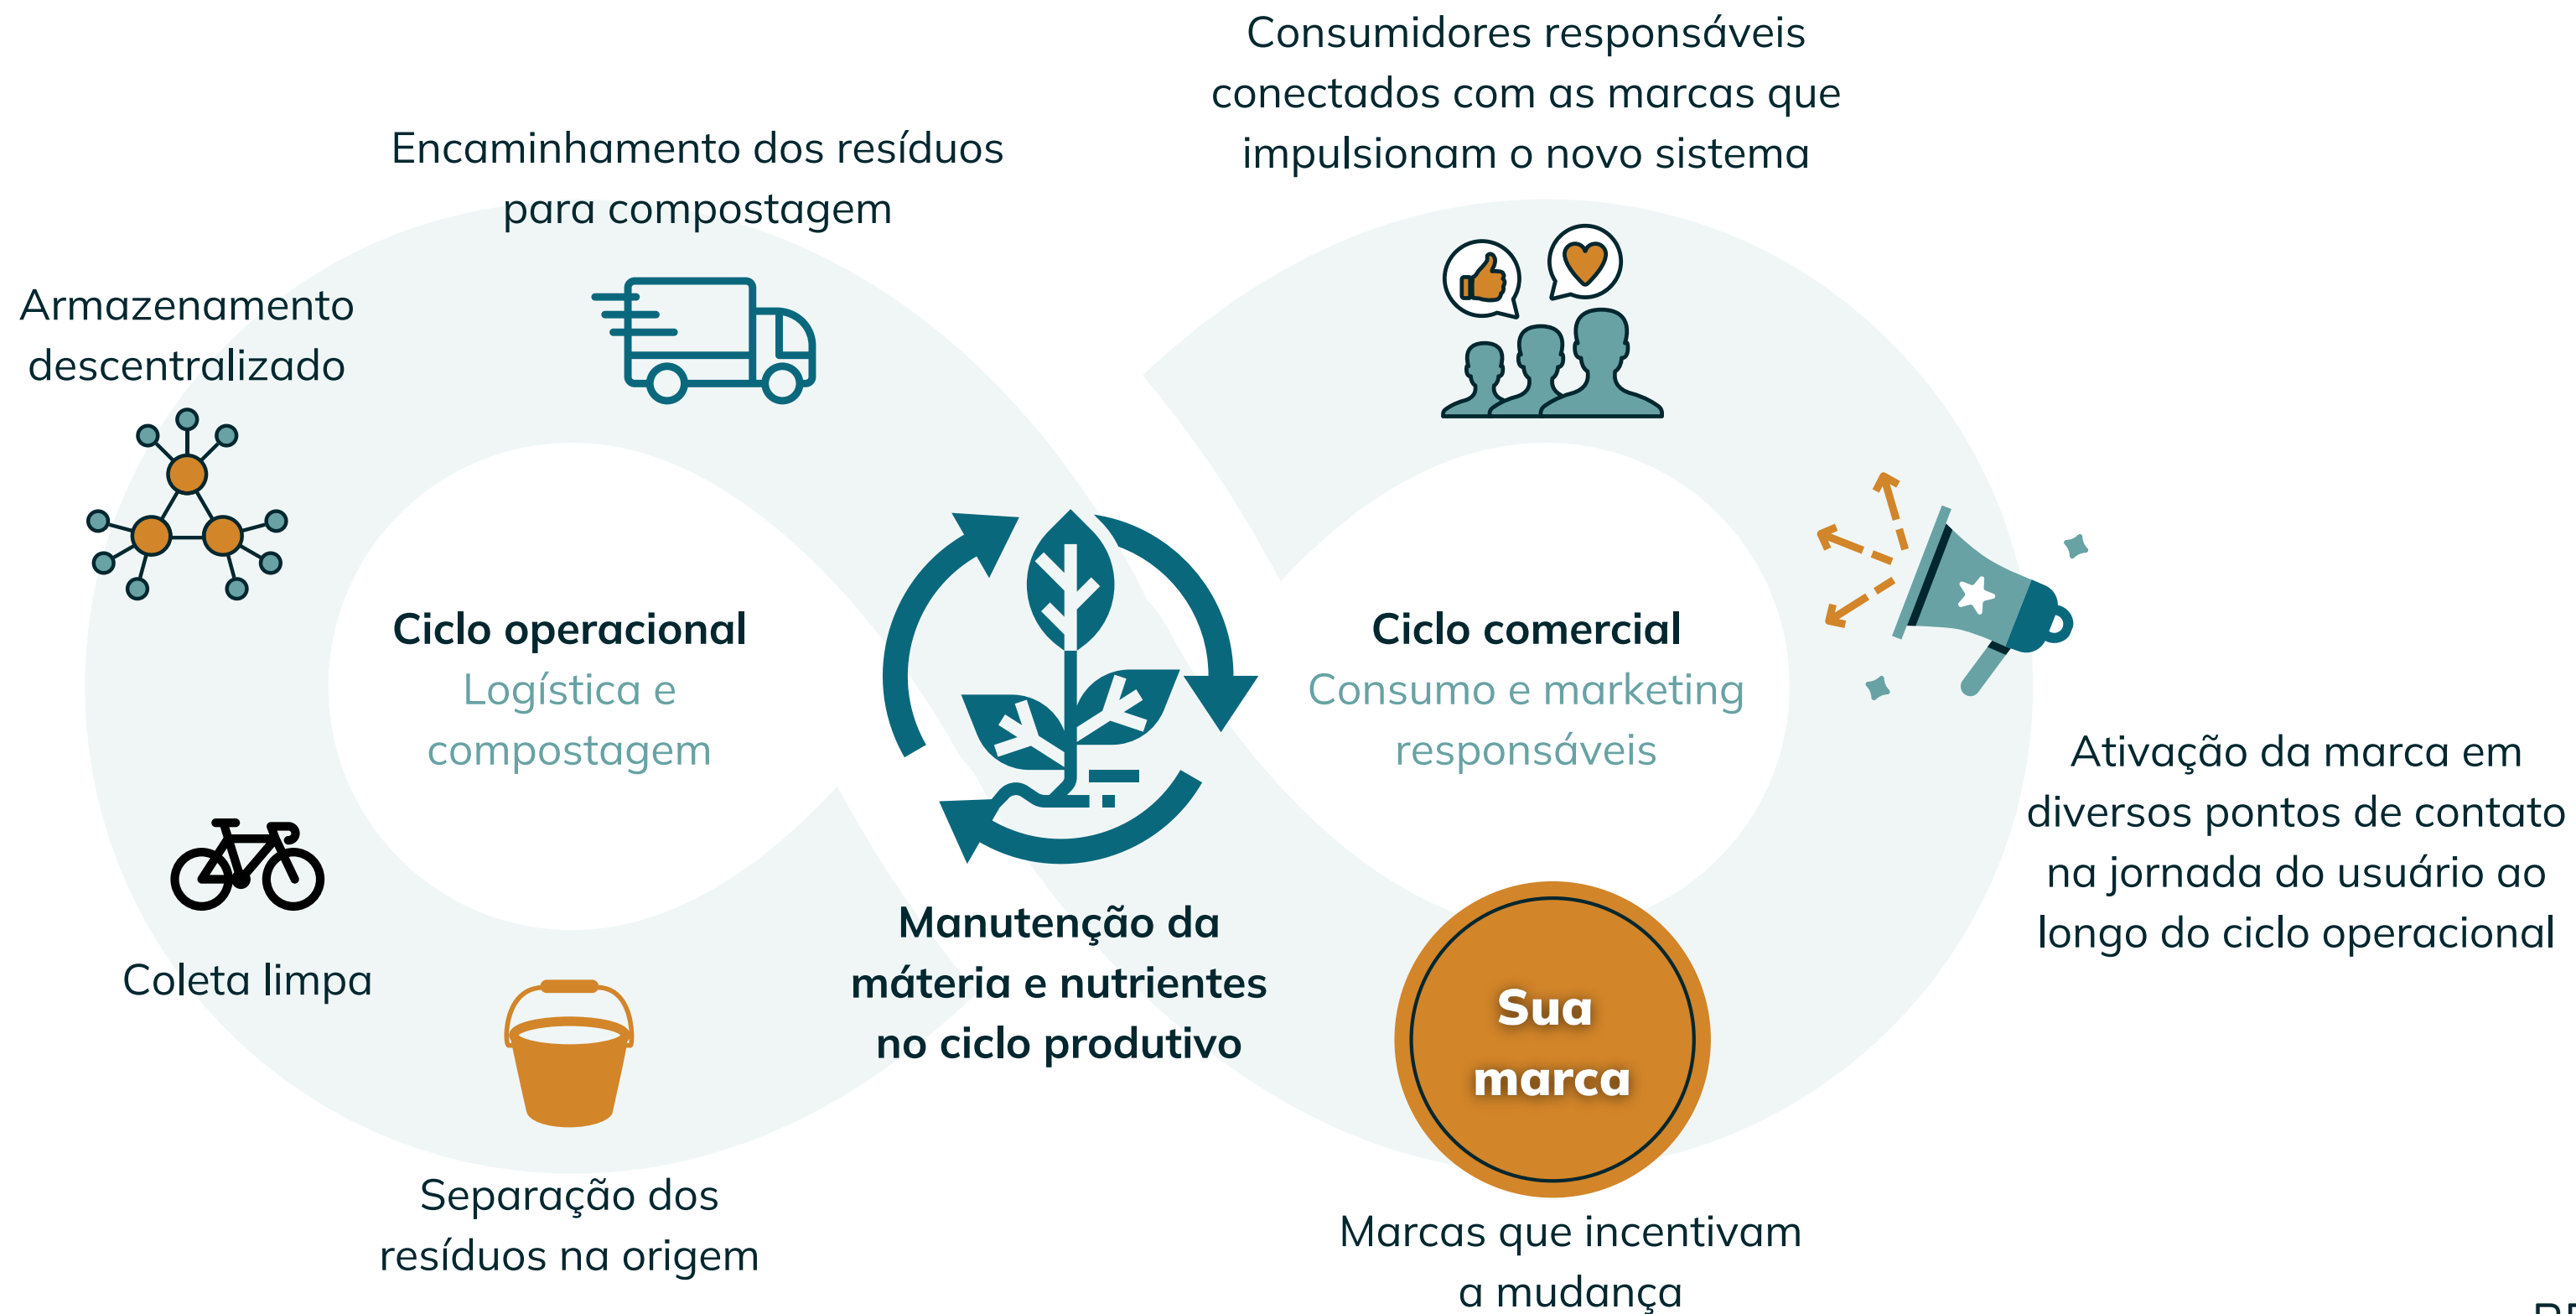 Consumidores responsáveis
conectados com as marcas que
impulsionam o novo sistema
Encaminhamento dos resíduos
para compostagem
Armazenamento
descentralizado
Ciclo operacional
Logística e
compostagem
Ciclo comercial
Consumo e marketing
responsáveis
Ativação da marca em
diversos pontos de contato
na jornada do usuário ao
longo do ciclo operacional
Coleta limpa
Manutenção da
máteria e nutrientes
no ciclo produtivo
Sua
marca
Separação dos
resíduos na origem
Marcas que incentivam
a mudança